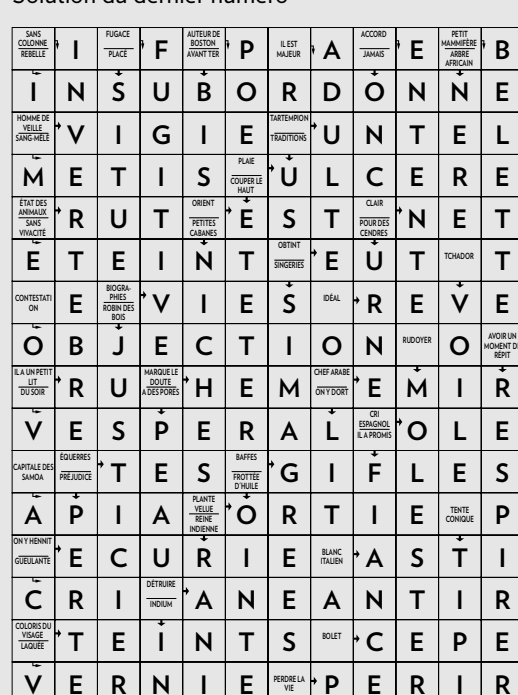 Solution du dernier numéro
SANS COLONNE REBELLE I FUGACE PLACÉ F AUTEUR DE BOSTON AVANT TER P IL EST MAJEUR A ACCORD JAMAIS E PETIT MAMMIFÈRE ARBRE AFRICAIN B
I N S U B O R D O N N E
HOMME DE VEILLE SANG-MÊLÉ V I G I E TARTEMPION TRADITIONS U N T E L
M E T I S PLAIE COUPER LE HAUT U L C E R E
ÉTAT DES ANIMAUX SANS VIVACITÉ R U T ORIENT PETITES CABANES E S T CLAIR POUR DES CENDRES N E T
E T E I N T OBTINT SINGERIES E U T TCHADOR T
CONTESTATI ON E BIOGRA- PHIES ROBIN DES BOIS V I E S IDÉAL R E V E
O B J E C T I O N RUDOYER O AVOIR UN MOMENT DE RÉPIT
IL A UN PETIT LIT DU SOIR R U MARQUE LE DOUTE A DES PORES H E M CHEF ARABE ON Y DORT E M I R
V E S P E R A L CRI ESPAGNOL IL A PROMIS O L E
CAPITALE DES SAMOA ÉQUERRES PRÉJUDICE T E S BAFFES FROTTÉE D'HUILE G I F L E S
A P I A PLANTE VELUE REINE INDIENNE O R T I E TENTE CONIQUE P
ON Y HENNIT GUEULANTE E C U R I E BLANC ITALIEN A S T I
C R I DÉTRUIRE INDIUM A N E A N T I R
COLORIS DU VISAGE LAQUÉE T E I N T S BOLET C E P E
V E R N I E PERDRE LA VIE P E R I R